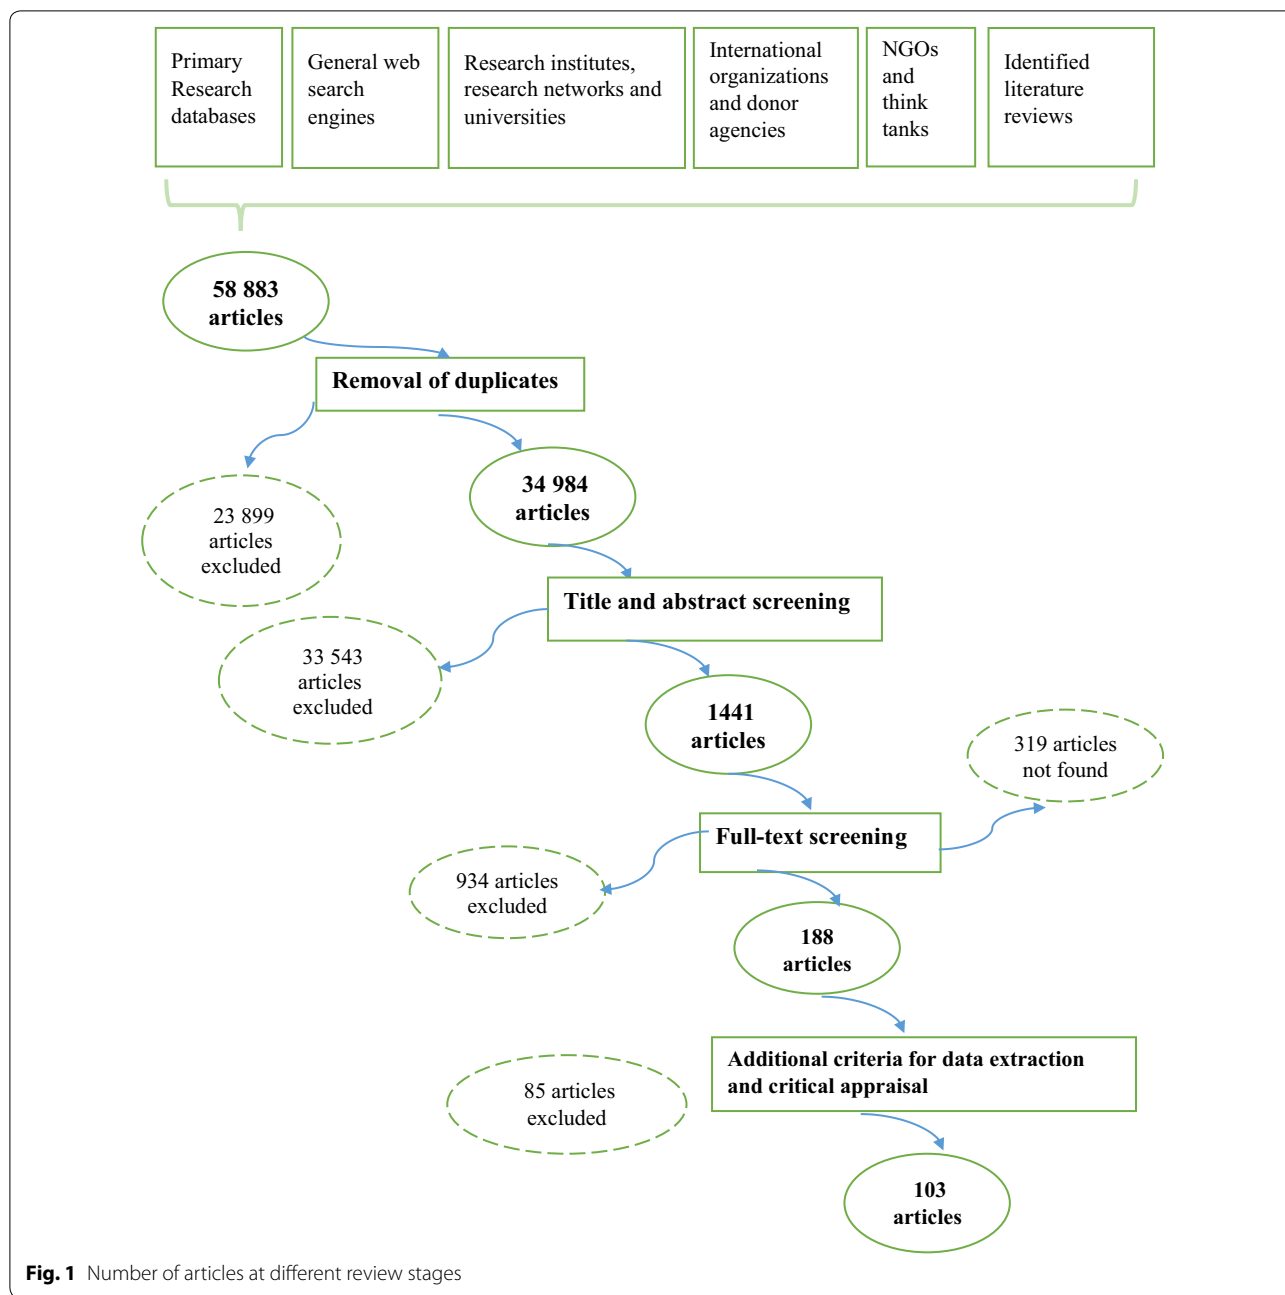 Primary
Research
databases
General web
search
engines
Research institutes,
research networks and
universities
International
organizations
and donor
agencies
NGOs
and
think
tanks
Identified
literature
reviews
58 883
articles
Removal of duplicates
23 899
articles
excluded
34 984
articles
Title and abstract screening
33 543
articles
excluded
1441
articles
319 articles
not found
Full-text screening
934 articles
excluded
188
articles
Additional criteria for data extraction
and critical appraisal
85 articles
excluded
103
articles
Fig. 1 Number of articles at different review stages